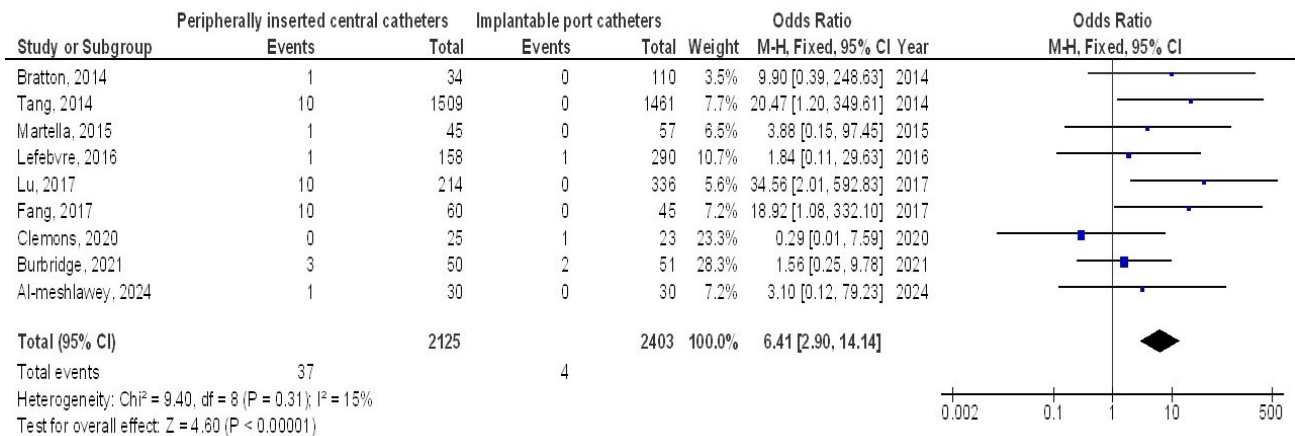 Peripherally inserted central catheters Implantable port catheters Odds Ratio Odds Ratio
Study or Subgroup Events Total Events Total Weight M-H, Fixed, 95% CI Year M-H, Fixed, 95% CI
Bratton, 2014 1 34 0 110 3.5% 9.90 [0.39, 248.63] 2014
Tang, 2014 10 1509 0 1461 7.7% 20.47 [1.20, 349.61] 2014
Martella, 2015 1 45 0 57 6.5% 3.88 [0.15, 97.45] 2015
Lefebvre, 2016 1 158 1 290 10.7% 1.84 [0.11, 29.63] 2016
Lu, 2017 10 214 0 336 5.6% 34.56 [2.01, 592.83] 2017
Fang, 2017 10 60 0 45 7.2% 18.92 [1.08, 332.10] 2017
Clemons, 2020 0 25 1 23 23.3% 0.29 [0.01, 7.59] 2020
Burbridge, 2021 3 50 2 51 28.3% 1.56 [0.25, 9.78] 2021
Al-meshlawey, 2024 1 30 0 30 7.2% 3.10 [0.12, 79.23] 2024
Total (95% CI) 2125 2403 100.0% 6.41 [2.90, 14.14]
Total events 37 4
Heterogeneity: Chi² = 9.40, df = 8 (P = 0.31); I² = 15%
Test for overall effect: Z = 4.60 (P < 0.00001)
0.002 0.1 1 10 500